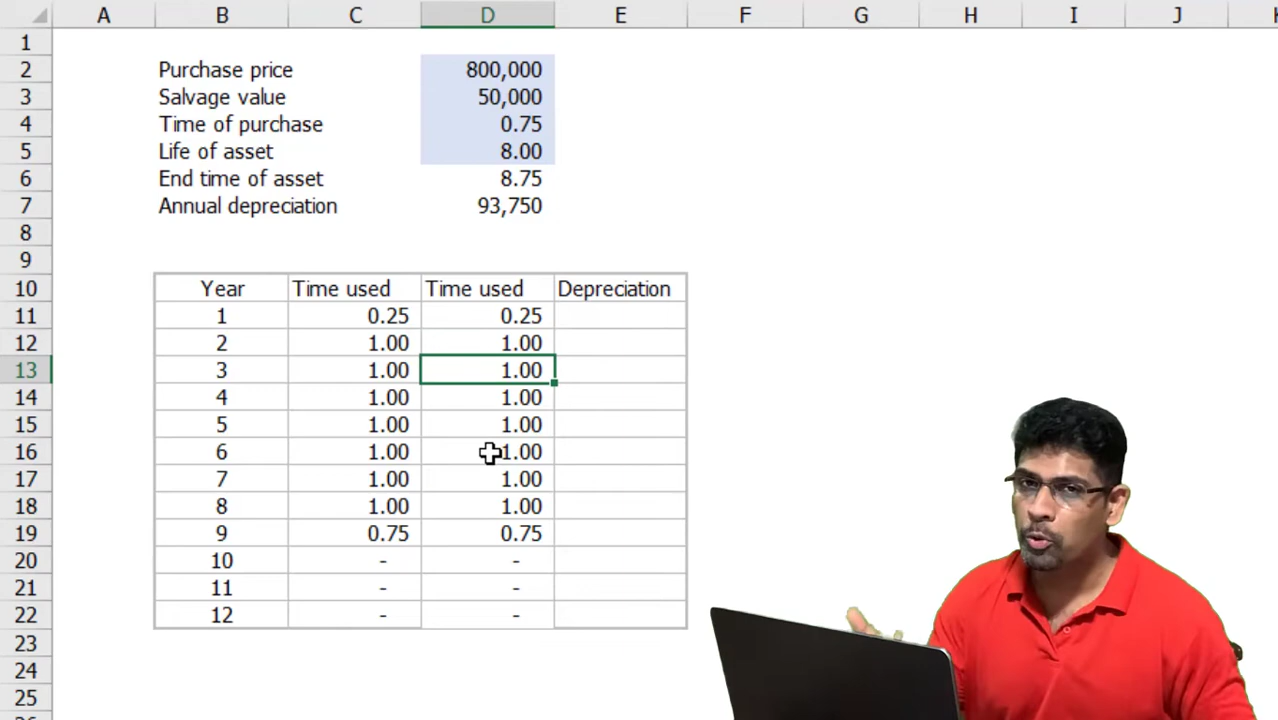 A B C D E F G H I J
1
2 Purchase price 800,000
3 Salvage value 50,000
4 Time of purchase 0.75
5 Life of asset 8.00
6 End time of asset 8.75
7 Annual depreciation 93,750
8
9
10 Year Time used Time used Depreciation
11 1 0.25 0.25
12 2 1.00 1.00
13 3 1.00 1.00
14 4 1.00 1.00
15 5 1.00 1.00
16 6 1.00 1.00
17 7 1.00 1.00
18 8 1.00 1.00
19 9 0.75 0.75
20 10 - -
21 11 - -
22 12 - -
23
24
25